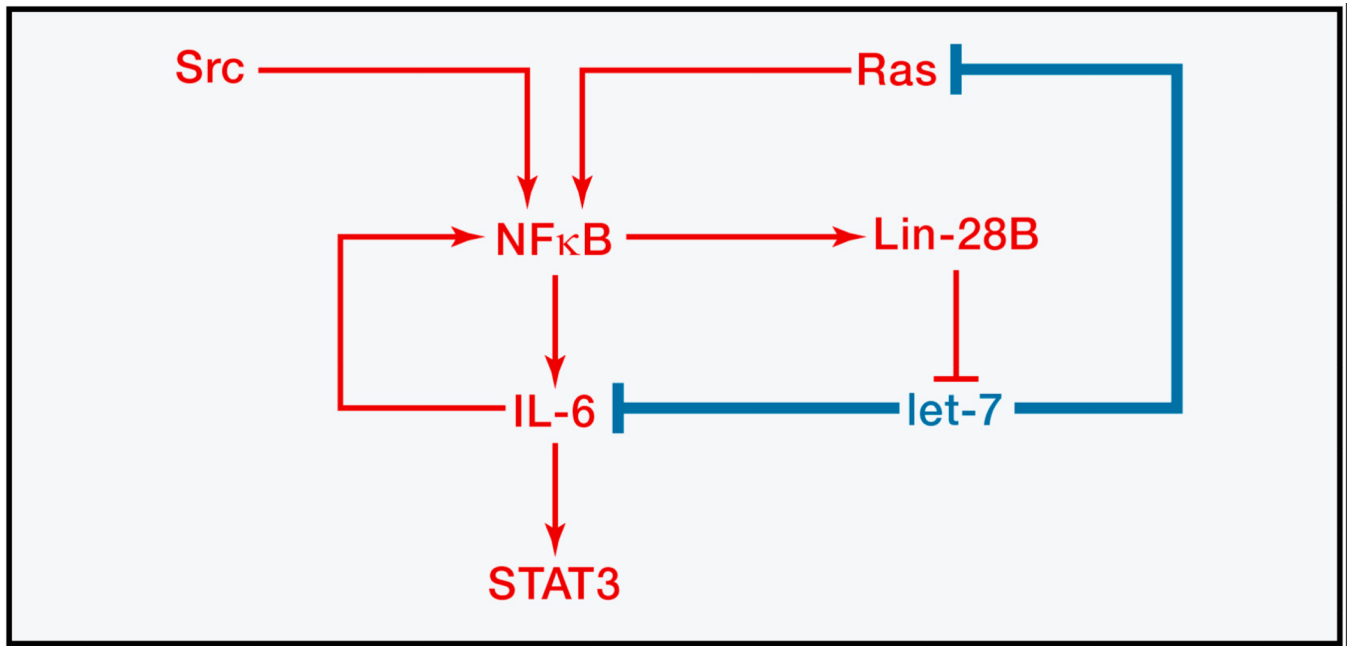 Src
Ras
NFκB
Lin-28B
IL-6
let-7
STAT3